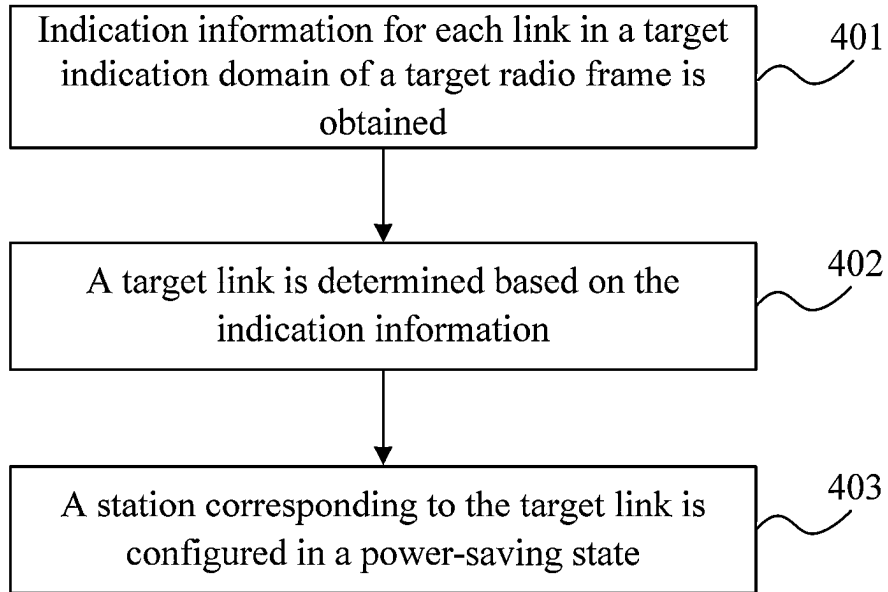 Indication information for each link in a target
indication domain of a target radio frame is
obtained
401
A target link is determined based on the
indication information
402
A station corresponding to the target link is
configured in a power-saving state
403